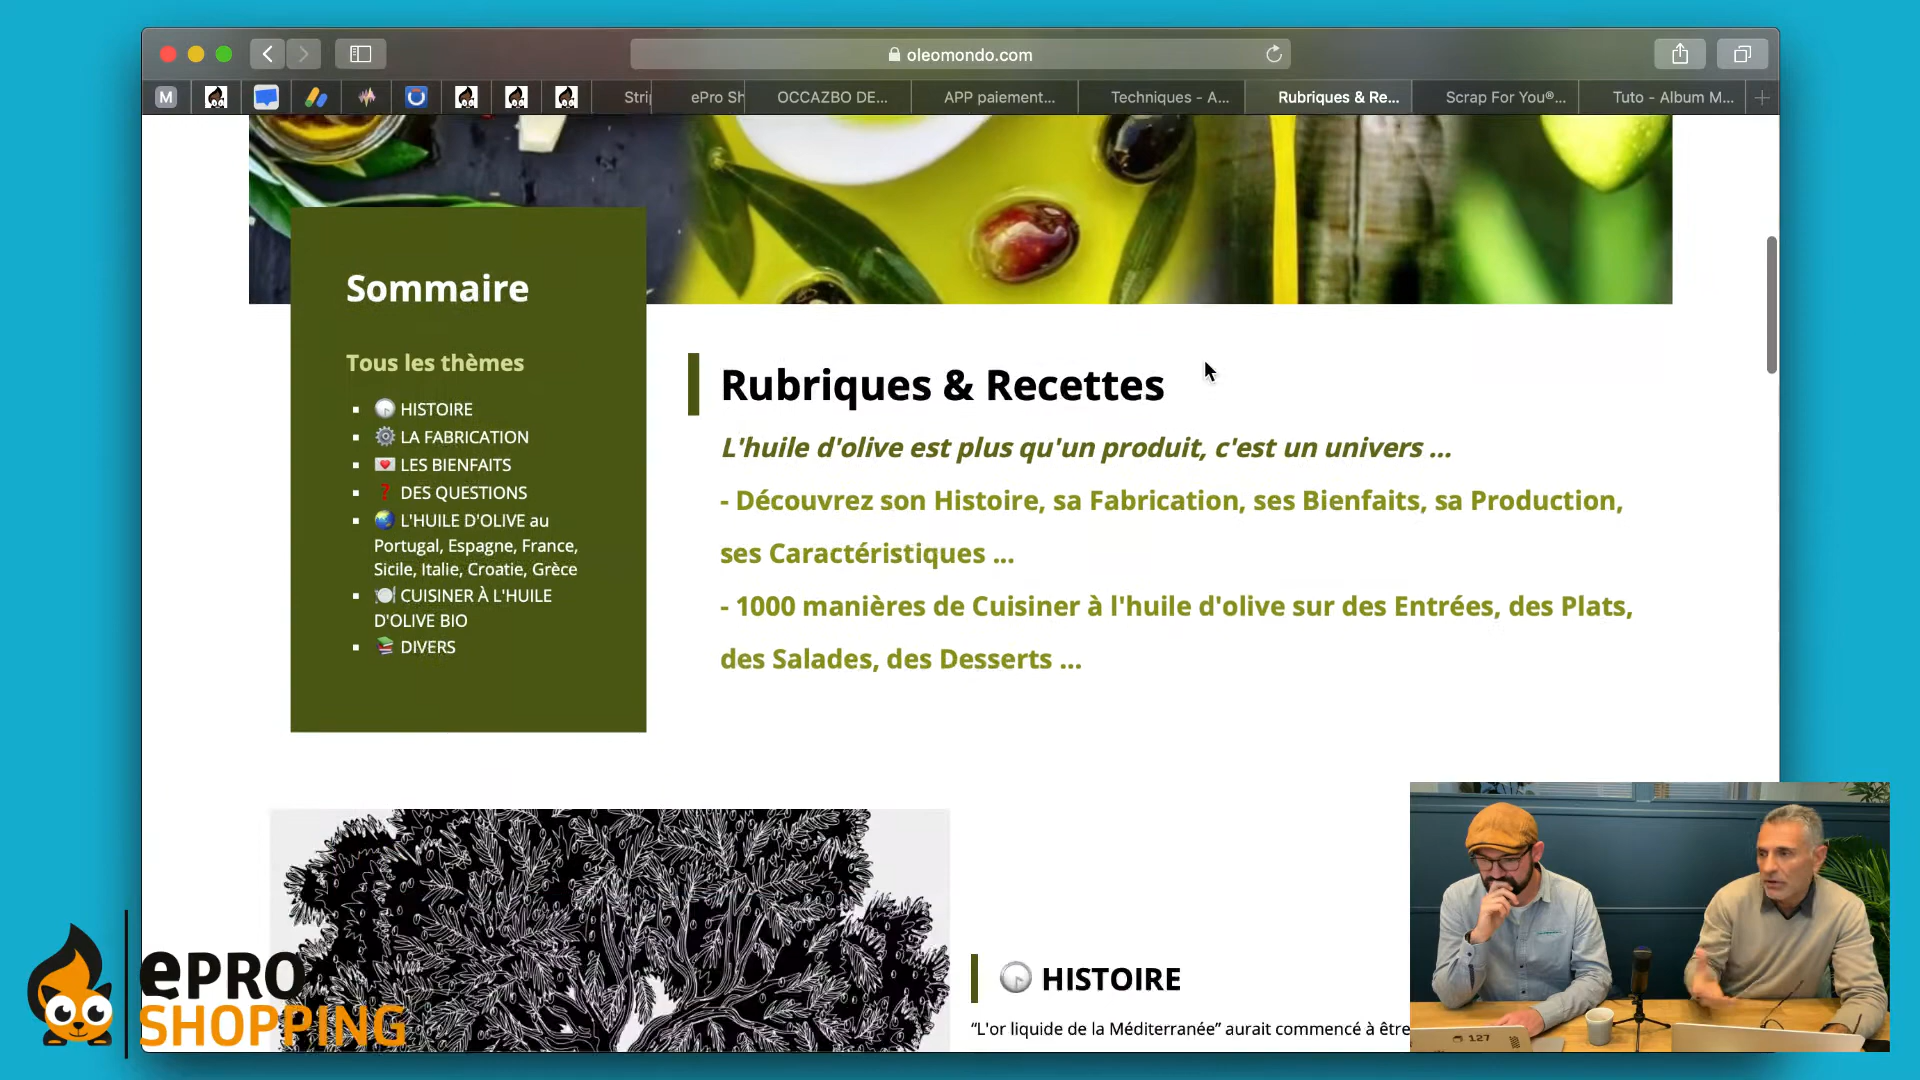 oleomondo.com
M
Stri
ePro Sh
OCCAZBO DE...
APP paiement...
Techniques - A...
Rubriques & Re...
Scrap For You®...
Tuto - Album M...
Sommaire
Tous les thèmes
HISTOIRE
LA FABRICATION
LES BIENFAITS
DES QUESTIONS
L'HUILE D'OLIVE au
Portugal, Espagne, France,
Sicile, Italie, Croatie, Grèce
CUISINER À L'HUILE
D'OLIVE BIO
DIVERS
Rubriques & Recettes
L'huile d'olive est plus qu'un produit, c'est un univers ...
- Découvrez son Histoire, sa Fabrication, ses Bienfaits, sa Production,
ses Caractéristiques ...
- 1000 manières de Cuisiner à l'huile d'olive sur des Entrées, des Plats,
des Salades, des Desserts ...
HISTOIRE
“L'or liquide de la Méditerranée” aurait commencé à être
127
ePRO
SHOPPING